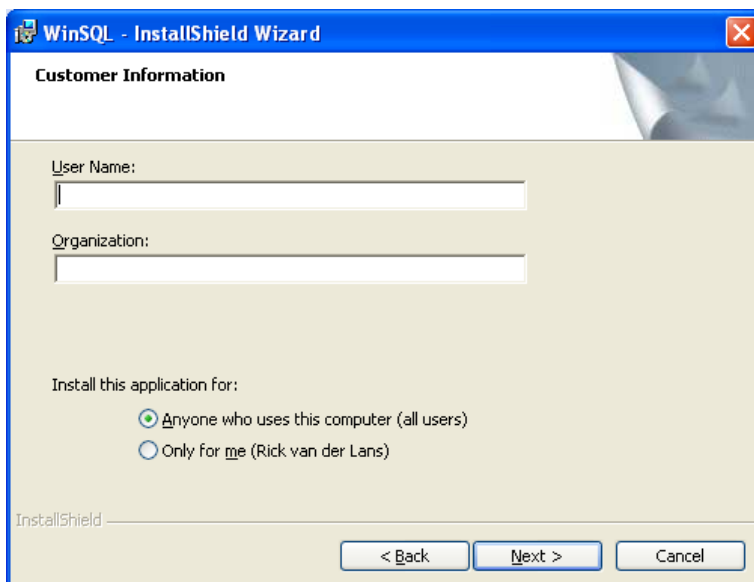 WinSQL - InstallShield Wizard
Customer Information
User Name:
Organization:
Install this application for:
Anyone who uses this computer (all users)
Only for me (Rick van der Lans)
InstallShield
< Back Next > Cancel